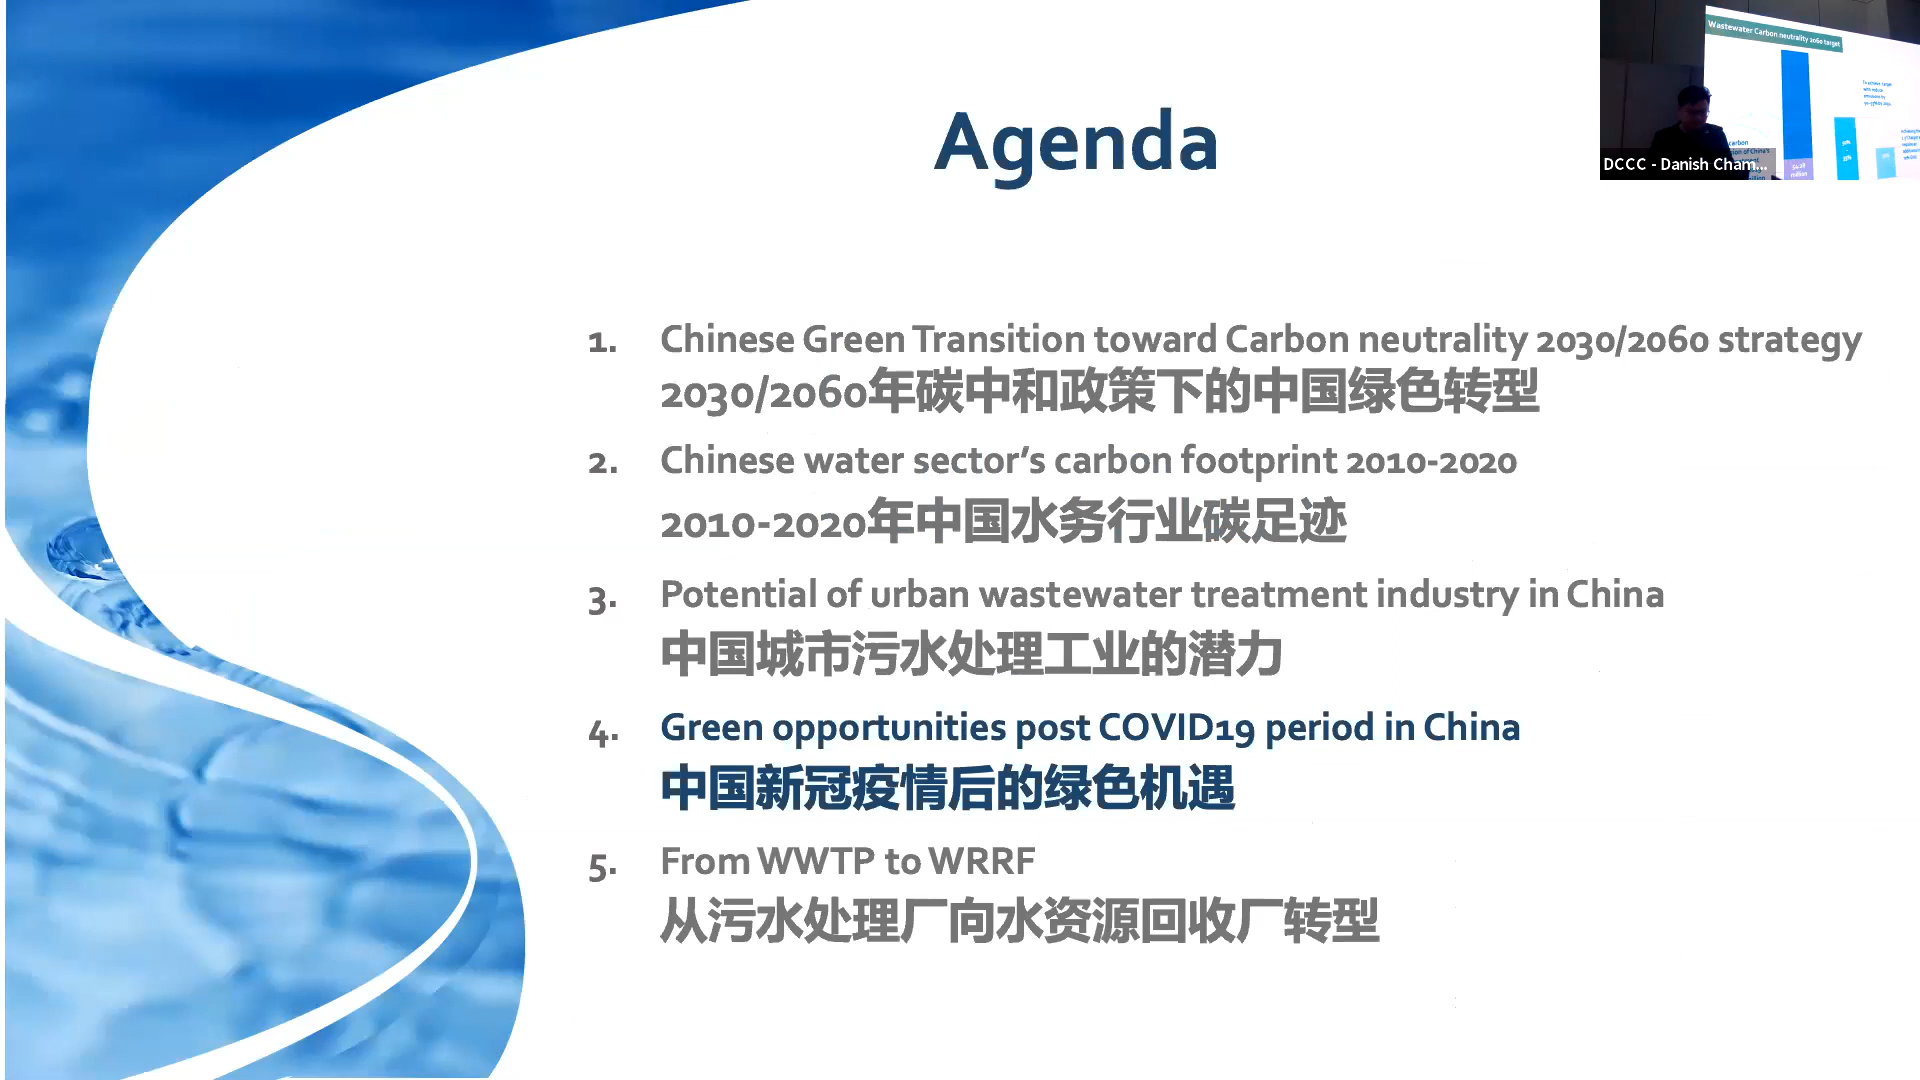 Agenda
1. Chinese Green Transition toward Carbon neutrality 2030/2060 strategy
2030/2060年碳中和政策下的中国绿色转型
2. Chinese water sector’s carbon footprint 2010-2020
2010-2020年中国水务行业碳足迹
3. Potential of urban wastewater treatment industry in China
中国城市污水处理工业的潜力
4. Green opportunities post COVID19 period in China
中国新冠疫情后的绿色机遇
5. From WWTP to WRRF
从污水处理厂向水资源回收厂转型
Wastewater Carbon neutrality 2060 target
DCCC - Danish Cham...